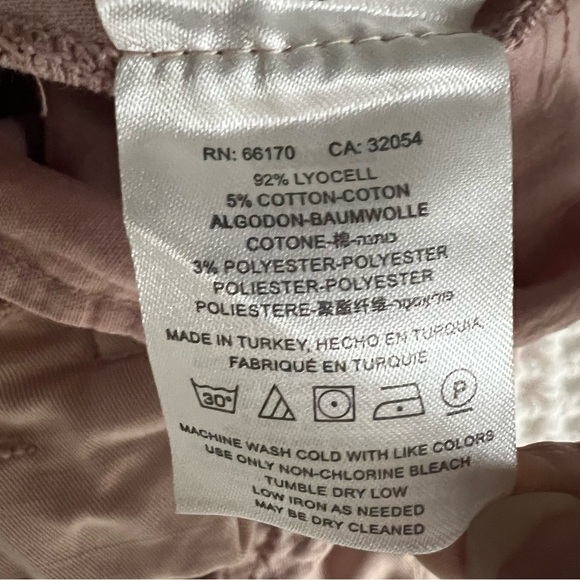 RN: 66170 CA: 32054
92% LYOCELL
5% COTTON-COTON
ALGODON-BAUMWOLLE
COTONE-棉-כותנה
3% POLYESTER-POLYESTER
POLIESTER-POLYESTER
POLIESTERE-聚酯纤维-פוליאסטר
MADE IN TURKEY, HECHO EN TURQUIA,
FABRIQUÉ EN TURQUIE
30° P
MACHINE WASH COLD WITH LIKE COLORS
USE ONLY NON-CHLORINE BLEACH
TUMBLE DRY LOW
LOW IRON AS NEEDED
MAY BE DRY CLEANED